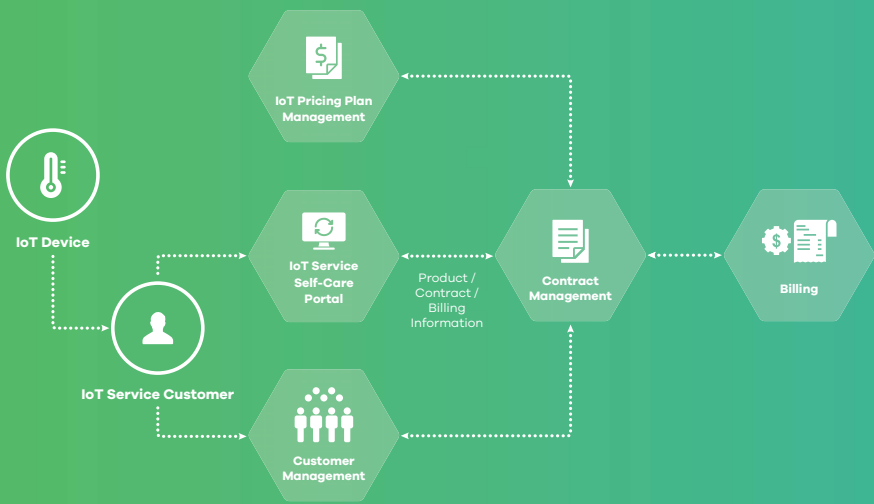 $
IoT Pricing Plan
Management
IoT Device
IoT Service
Self-Care
Portal
Product /
Contract /
Billing
Information
Contract
Management
$
Billing
IoT Service Customer
Customer
Management